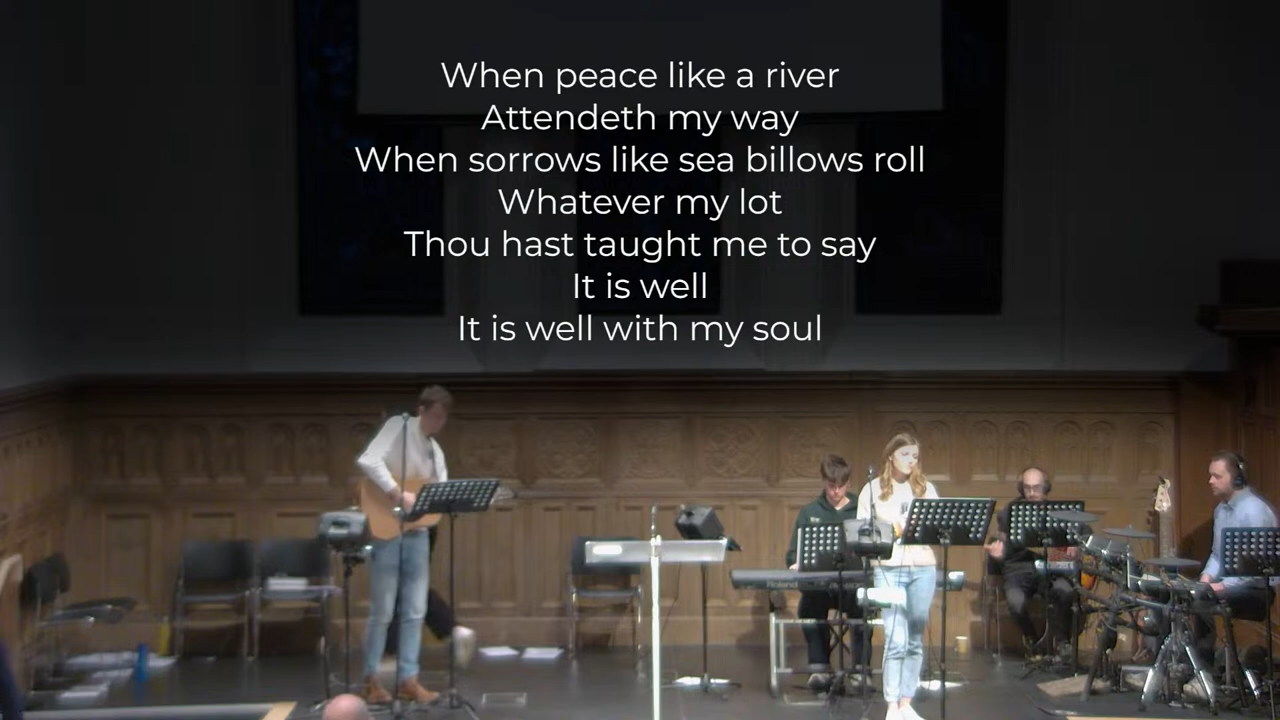 When peace like a river
Attendeth my way
When sorrows like sea billows roll
Whatever my lot
Thou hast taught me to say
It is well
It is well with my soul
Roland